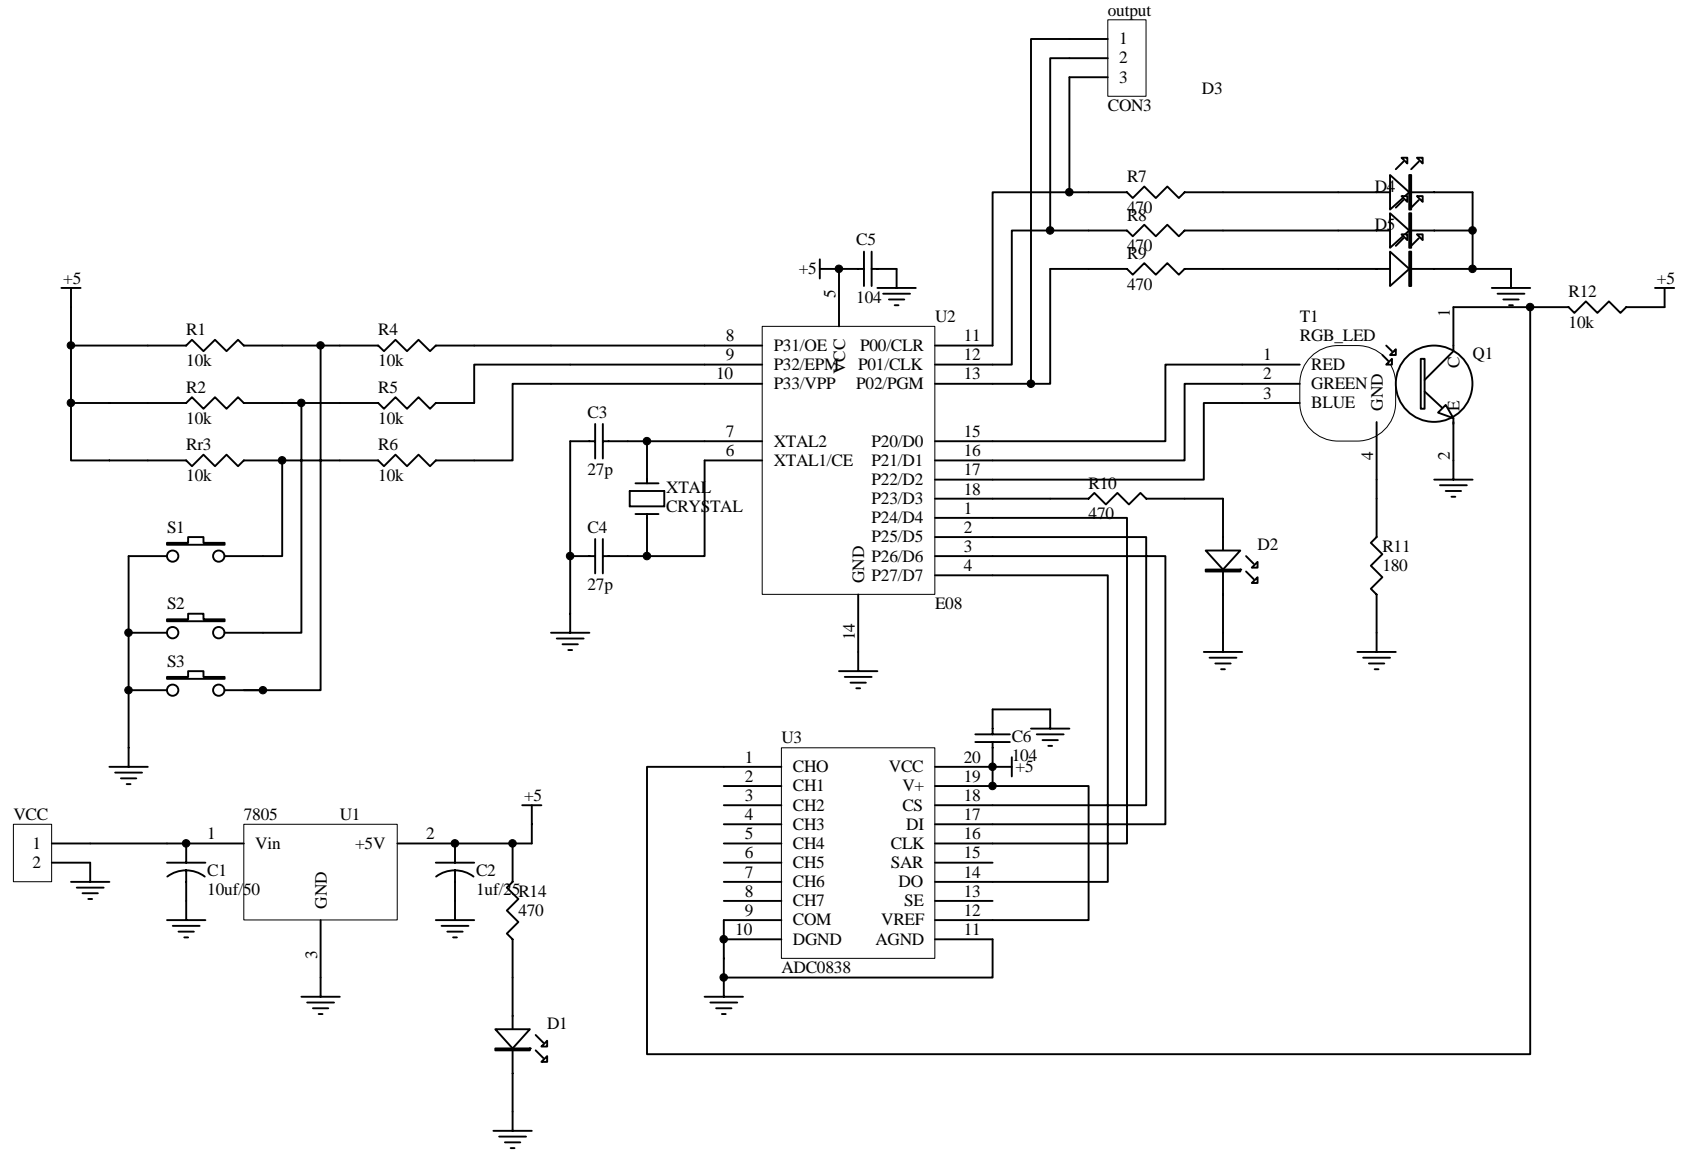 output
1
2
3
CON3
D3
R7
470
R8
470
R9
470
D4
D5
+5
C5
104
5
+5
R1
10k
R4
10k
R2
10k
R5
10k
Rr3
10k
R6
10k
S1
S2
S3
C3
27p
C4
27p
XTAL
CRYSTAL
U2
8 P31/OE
9 P32/EPM
10 P33/VPP
7 XTAL2
6 XTAL1/CE
VCC
GND
14
P00/CLR 11
P01/CLK 12
P02/PGM 13
P20/D0 15
P21/D1 16
P22/D2 17
P23/D3 18
P24/D4 1
P25/D5 2
P26/D6 3
P27/D7 4
E08
R10
470
D2
T1
RGB_LED
1 RED
2 GREEN
3 BLUE
GND
4
R11
180
Q1
1
C
E
2
R12
10k
+5
U3
1 CHO
2 CH1
3 CH2
4 CH3
5 CH4
6 CH5
7 CH6
8 CH7
9 COM
10 DGND
VCC 20
V+ 19
CS 18
DI 17
CLK 16
SAR 15
DO 14
SE 13
VREF 12
AGND 11
ADC0838
C6
104
+5
VCC
1
2
C1
10uf/50
7805 U1
1 Vin
+5V 2
GND
3
C2
1uf/25
+5
R14
470
D1